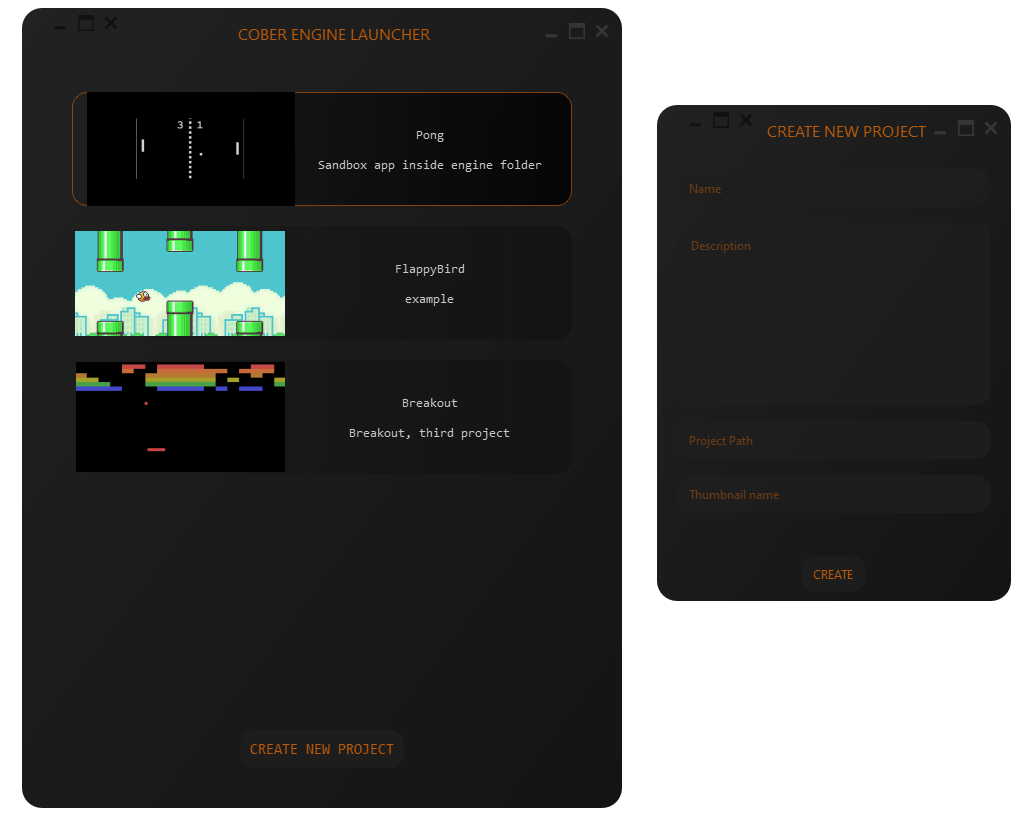 COBER ENGINE LAUNCHER
3 1
Pong
Sandbox app inside engine folder
FlappyBird
example
Breakout
Breakout, third project
CREATE NEW PROJECT
CREATE NEW PROJECT
Name
Description
Project Path
Thumbnail name
CREATE